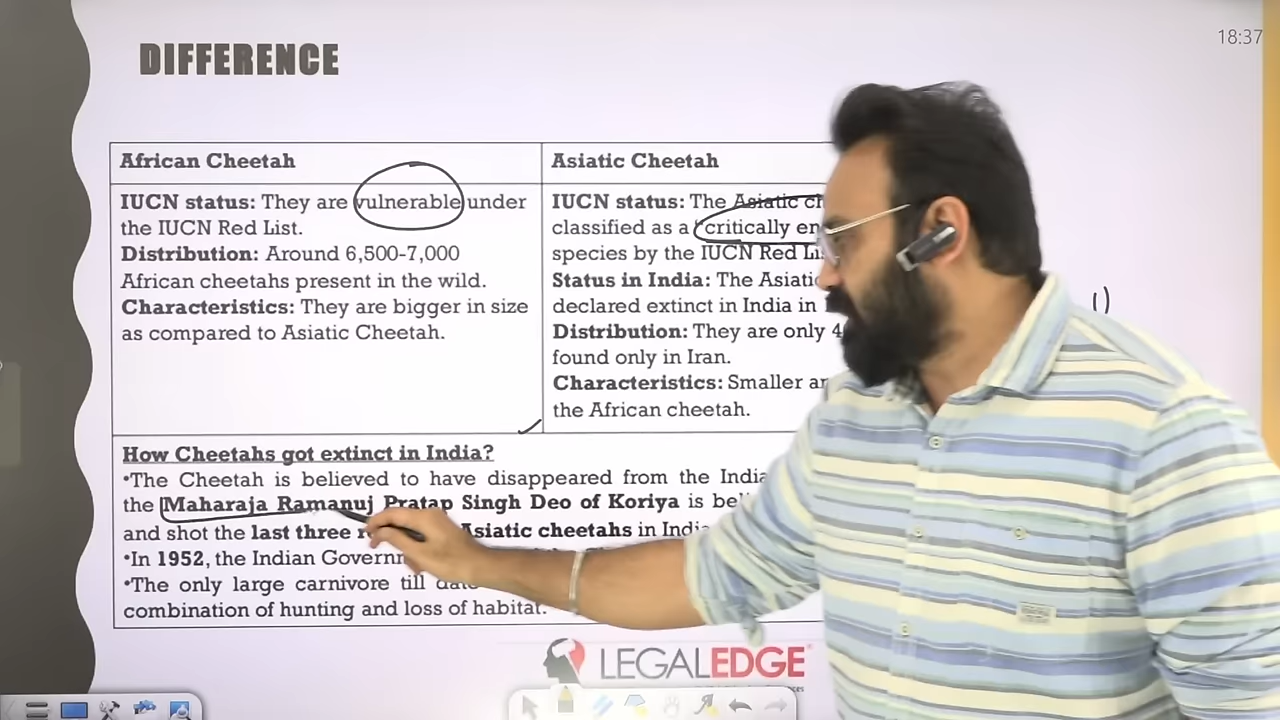 18:37
DIFFERENCE
African Cheetah
IUCN status: They are vulnerable under
the IUCN Red List.
Distribution: Around 6,500-7,000
African cheetahs present in the wild.
Characteristics: They are bigger in size
as compared to Asiatic Cheetah.
Asiatic Cheetah
IUCN status: The Asiatic
classified as a "critically
species by the IUCN Red
Status in India: The
declared extinct in India in
Distribution: They are only
found only in Iran.
Characteristics: Smaller
the African cheetah.
1)
How Cheetahs got extinct in India?
•The Cheetah is believed to have disappeared from the
the Maharaja Ramanuj Pratap Singh Deo of Koriya is
and shot the last three Asiatic cheetahs in
•In 1952, the Indian
•The only large carnivore till
combination of hunting and loss of habitat.
LEGALEDGE